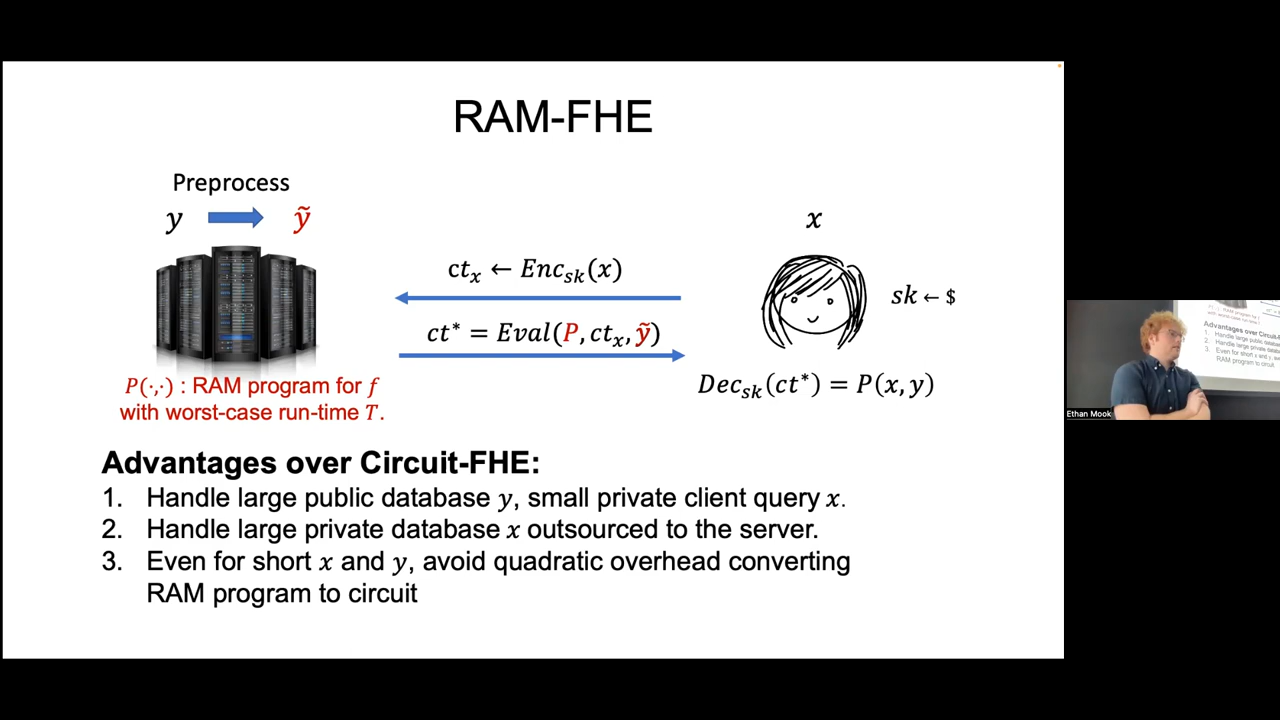 RAM-FHE
Preprocess
y ỹ
x
ctₓ ← Encₛₖ(x)
sk ← $
ct* = Eval(P, ctₓ, ỹ)
P(·,·) : RAM program for f
with worst-case run-time T.
Decₛₖ(ct*) = P(x, y)
Advantages over Circuit-FHE:
1. Handle large public database y, small private client query x.
2. Handle large private database x outsourced to the server.
3. Even for short x and y, avoid quadratic overhead converting
RAM program to circuit
Ethan Mook